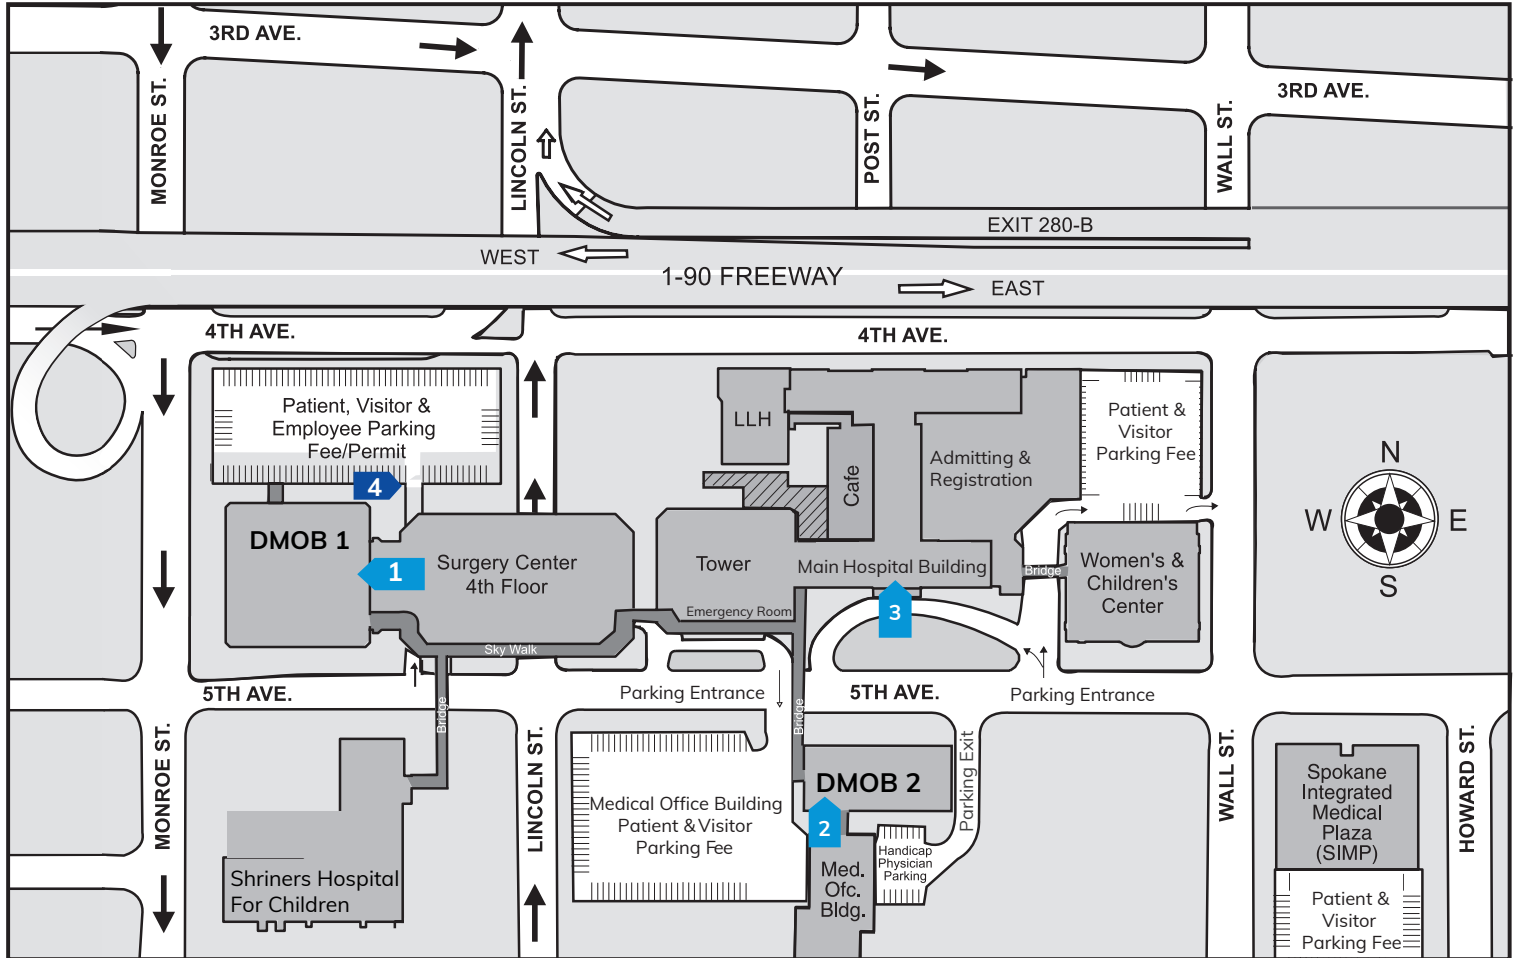 3RD AVE.
3RD AVE.
MONROE ST.
LINCOLN ST.
POST ST.
WALL ST.
EXIT 280-B
WEST
1-90 FREEWAY
EAST
4TH AVE.
4TH AVE.
Patient, Visitor &
Employee Parking
Fee/Permit
4
LLH
Cafe
Admitting &
Registration
Patient &
Visitor
Parking Fee
N
W
E
S
DMOB 1
1
Surgery Center
4th Floor
Tower
Main Hospital Building
Emergency Room
3
Bridge
Women's &
Children's
Center
Sky Walk
5TH AVE.
Parking Entrance
5TH AVE.
Parking Entrance
Bridge
Bridge
MONROE ST.
LINCOLN ST.
Parking Exit
WALL ST.
HOWARD ST.
Medical Office Building
Patient & Visitor
Parking Fee
DMOB 2
2
Handicap
Physician
Parking
Med.
Ofc.
Bldg.
Shriners Hospital
For Children
Spokane
Integrated
Medical
Plaza
(SIMP)
Patient &
Visitor
Parking Fee